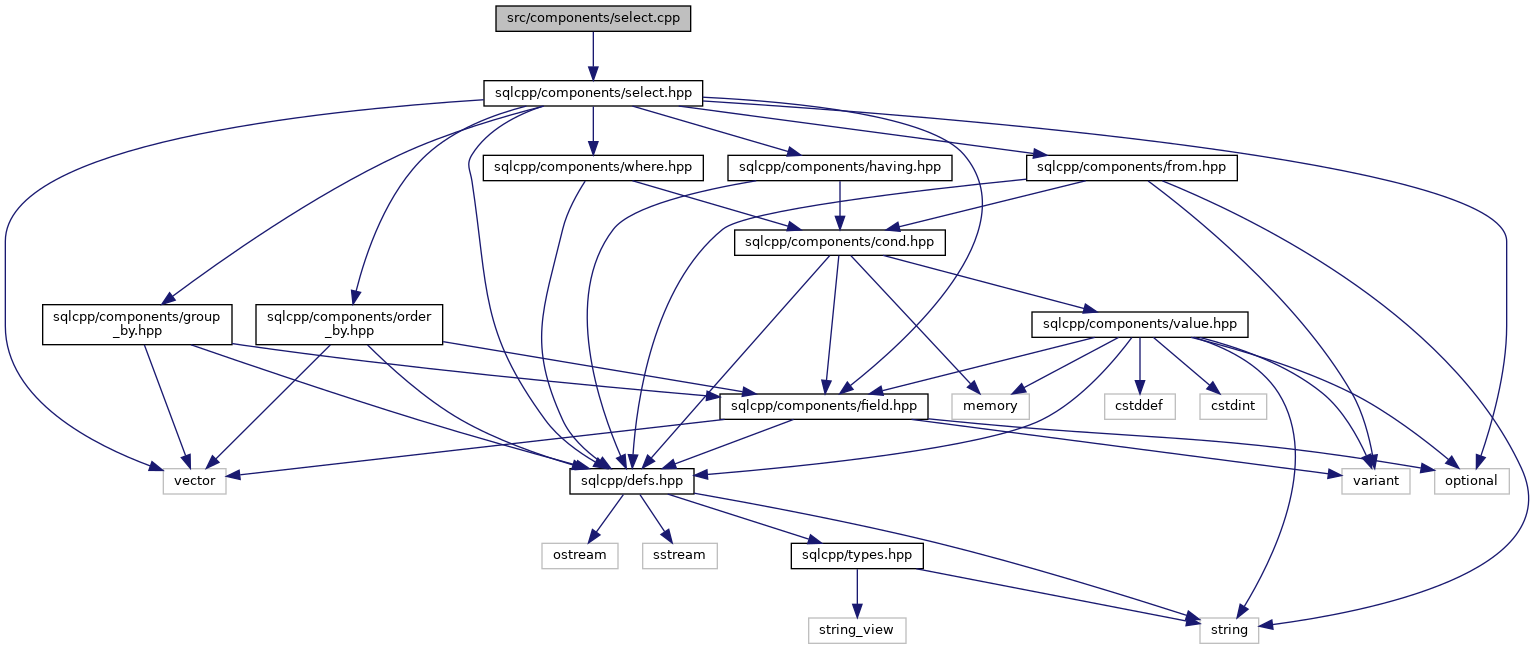 src/components/select.cpp
sqlcpp/components/select.hpp
sqlcpp/components/where.hpp
sqlcpp/components/having.hpp
sqlcpp/components/from.hpp
sqlcpp/components/cond.hpp
sqlcpp/components/group
_by.hpp
sqlcpp/components/order
_by.hpp
sqlcpp/components/value.hpp
sqlcpp/components/field.hpp
memory
cstddef
cstdint
vector
sqlcpp/defs.hpp
variant
optional
ostream
sstream
sqlcpp/types.hpp
string_view
string